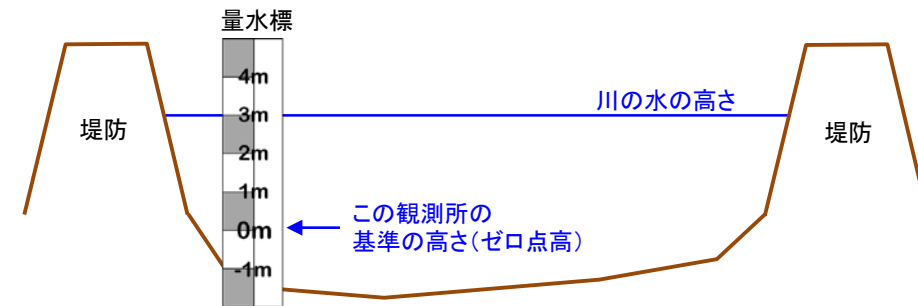 量水標
4m
川の水の高さ
3m
堤防
堤防
2m
1m
この観測所の
0m
基準の高さ(ゼロ点高)
-1m